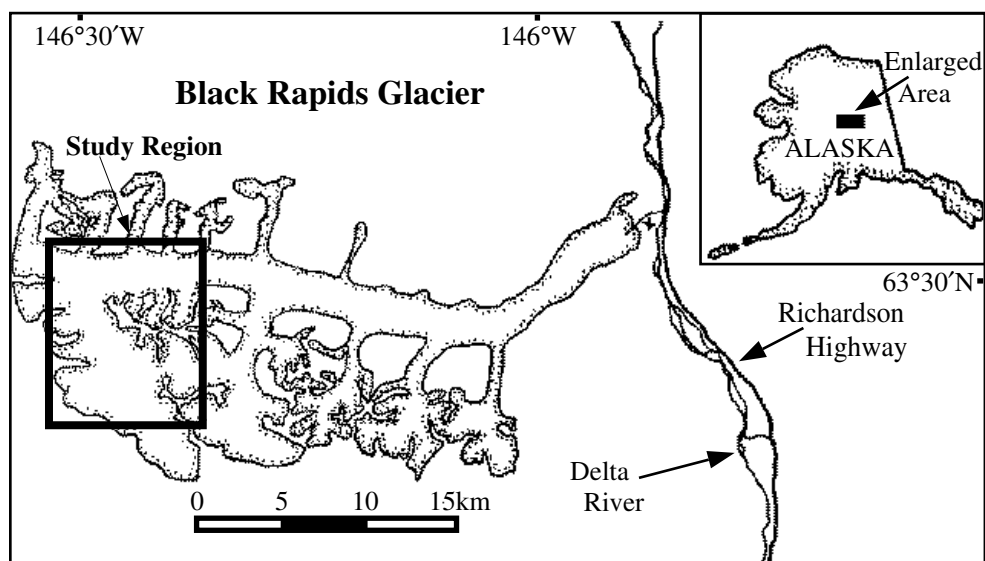 146°30′W
146°W
Black Rapids Glacier
Study Region
Enlarged
Area
ALASKA
63°30′N
Richardson
Highway
Delta
River
0 5 10 15km